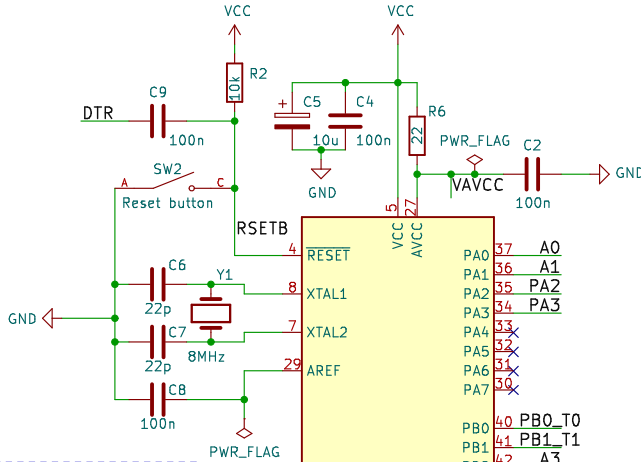 VCC
VCC
R2
10k
C9
DTR
100n
C5
C4
+
10u
100n
GND
R6
22
PWR_FLAG
C2
GND
100n
VAVCC
SW2
A
C
Reset button
RSETB
5
27
VCC
AVCC
4
RESET
37
PA0
A0
36
PA1
A1
35
PA2
PA2
34
PA3
PA3
33
PA4
32
PA5
31
PA6
30
PA7
40
PB0
PB0_T0
41
PB1
PB1_T1
42
A3
C6
22p
Y1
8
XTAL1
GND
7
XTAL2
C7
22p
8MHz
29
AREF
C8
100n
PWR_FLAG